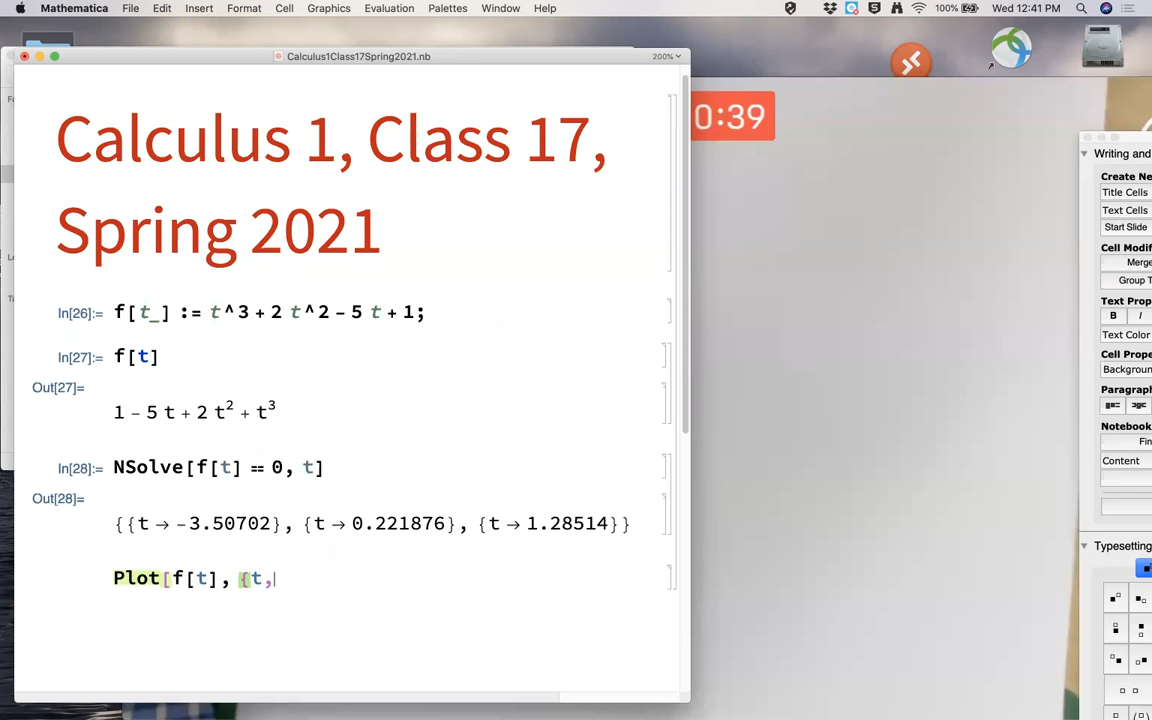 Mathematica File Edit Insert Format Cell Graphics Evaluation Palettes Window Help 100% Wed 12:41 PM
Calculus1Class17Spring2021.nb 200%
Calculus 1, Class 17,
Spring 2021
In[26]:= f[t_] := t^3 + 2 t^2 - 5 t + 1;
In[27]:= f[t]
Out[27]=
1 - 5 t + 2 t² + t³
In[28]:= NSolve[f[t] == 0, t]
Out[28]=
{{t → -3.50702}, {t → 0.221876}, {t → 1.28514}}
Plot[f[t], {t,
0:39
Writing and
Create Ne
Title Cells
Text Cells
Start Slide
Cell Modif
Merge
Group T
Text Prop
B I
Text Color
Cell Prope
Backgroun
Paragraph
Notebook
Fin
Content
Typesetting